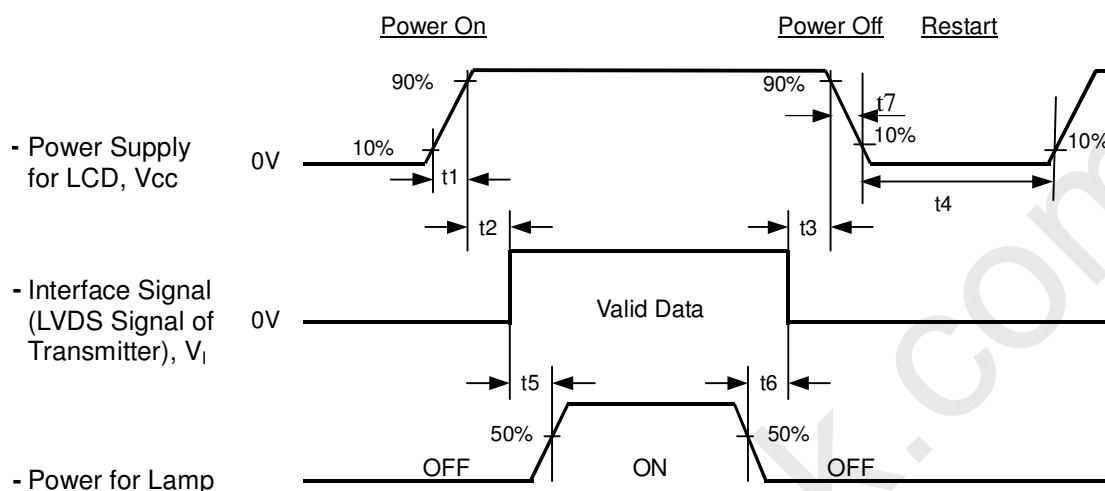 Power On
Power Off
Restart
90%
90%
t7
10%
10%
10%
- Power Supply
for LCD, Vcc
0V
t1
t4
t2
t3
- Interface Signal
(LVDS Signal of
Transmitter), VI
0V
Valid Data
t5
t6
50%
50%
- Power for Lamp
OFF
ON
OFF
k.com